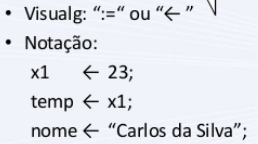 • Visualg: “:=“ ou “← ”
• Notação:
x1 ← 23;
temp ← x1;
nome ← “Carlos da Silva”;